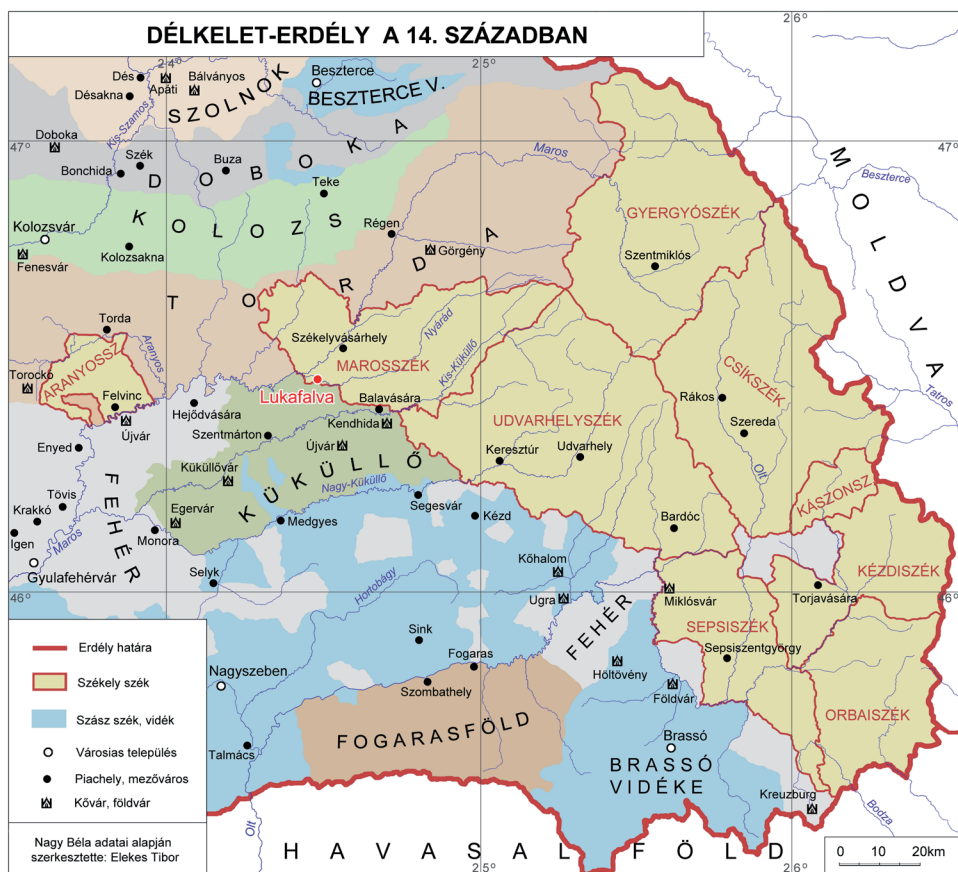 DÉLKELET-ERDÉLY A 14. SZÁZADBAN
24°
25°
26°
47°
47°
46°
46°
25°
26°
Dés
Désakna
Apáti
Bálványos
SZOLNOK
Beszterce
BESZTERCE V.
Kis-Szamos
Doboka
Szék
Bonchida
Buza
DOBOKA
Teke
KOLOZS
Kolozsvár
Fenesvár
Kolozsakna
Régen
Görgény
Maros
TORDA
MOLDVA
Beszterce
Tatros
GYERGYÓSZÉK
Szentmiklós
Torda
Aranyos
Torockó
ARANYOSSZ
Felvinc
Újvár
Székelyvásárhely
Nyárád
MAROSSZÉK
Kis-Küküllő
Lukafalva
Balavására
Kendhida
Hejődvására
Szentmárton
Újvár
Küküllővár
KÜKÜLLŐ
Nagy-Küküllő
Egervár
Medgyes
Segesvár
Kézd
Enyed
Tövis
Krakkó
Igen
Maros
Gyulafehérvár
Monora
FEHÉR
Selyk
Hortobágy
UDVARHELYSZÉK
Keresztúr
Udvarhely
CSÍKSZÉK
Rákos
Szereda
Olt
KÁSZONSZ
Bardóc
Kőhalom
Ugra
FEHÉR
Miklósvár
SEPSISZÉK
Sepsiszentgyörgy
KÉZDISZÉK
Torjavására
ORBAISZÉK
Sink
Fogaras
Szombathely
FOGARASFÖLD
Höltövény
Földvár
Brassó
BRASSÓ
VIDÉKE
Kreuzburg
Bodza
Nagyszeben
Talmács
Olt
HAVASALFÖLD
Erdély határa
Székely szék
Szász szék, vidék
Városias település
Piachely, mezőváros
Kővár, földvár
Nagy Béla adatai alapján
szerkesztette: Elekes Tibor
0 10 20km